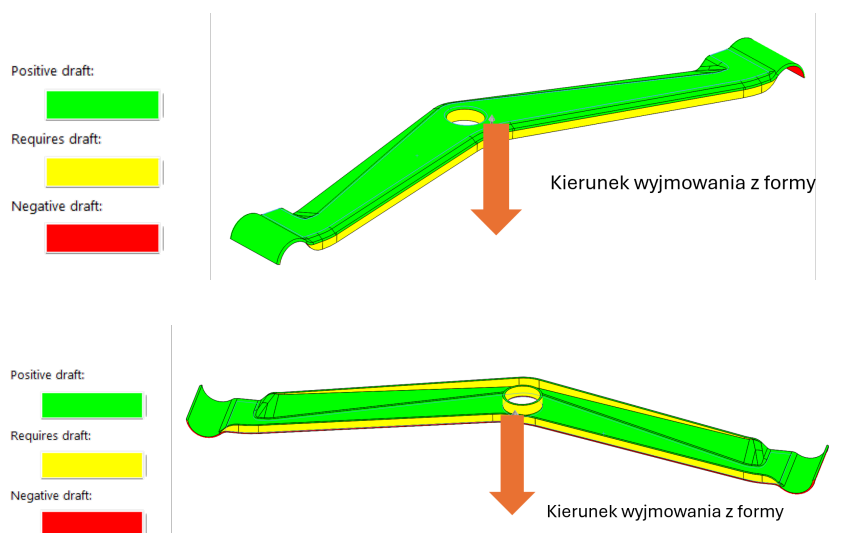 Positive draft:
Requires draft:
Negative draft:
Kierunek wyjmowania z formy
Positive draft:
Requires draft:
Negative draft:
Kierunek wyjmowania z formy